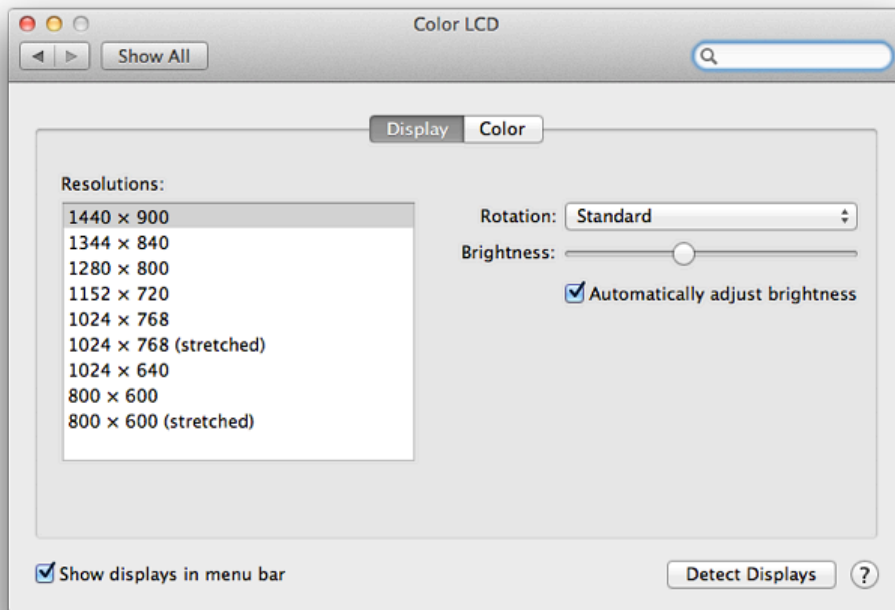 Color LCD
Show All
Display Color
Resolutions:
1440 × 900
1344 × 840
1280 × 800
1152 × 720
1024 × 768
1024 × 768 (stretched)
1024 × 640
800 × 600
800 × 600 (stretched)
Rotation: Standard
Brightness:
Automatically adjust brightness
Show displays in menu bar
Detect Displays ?